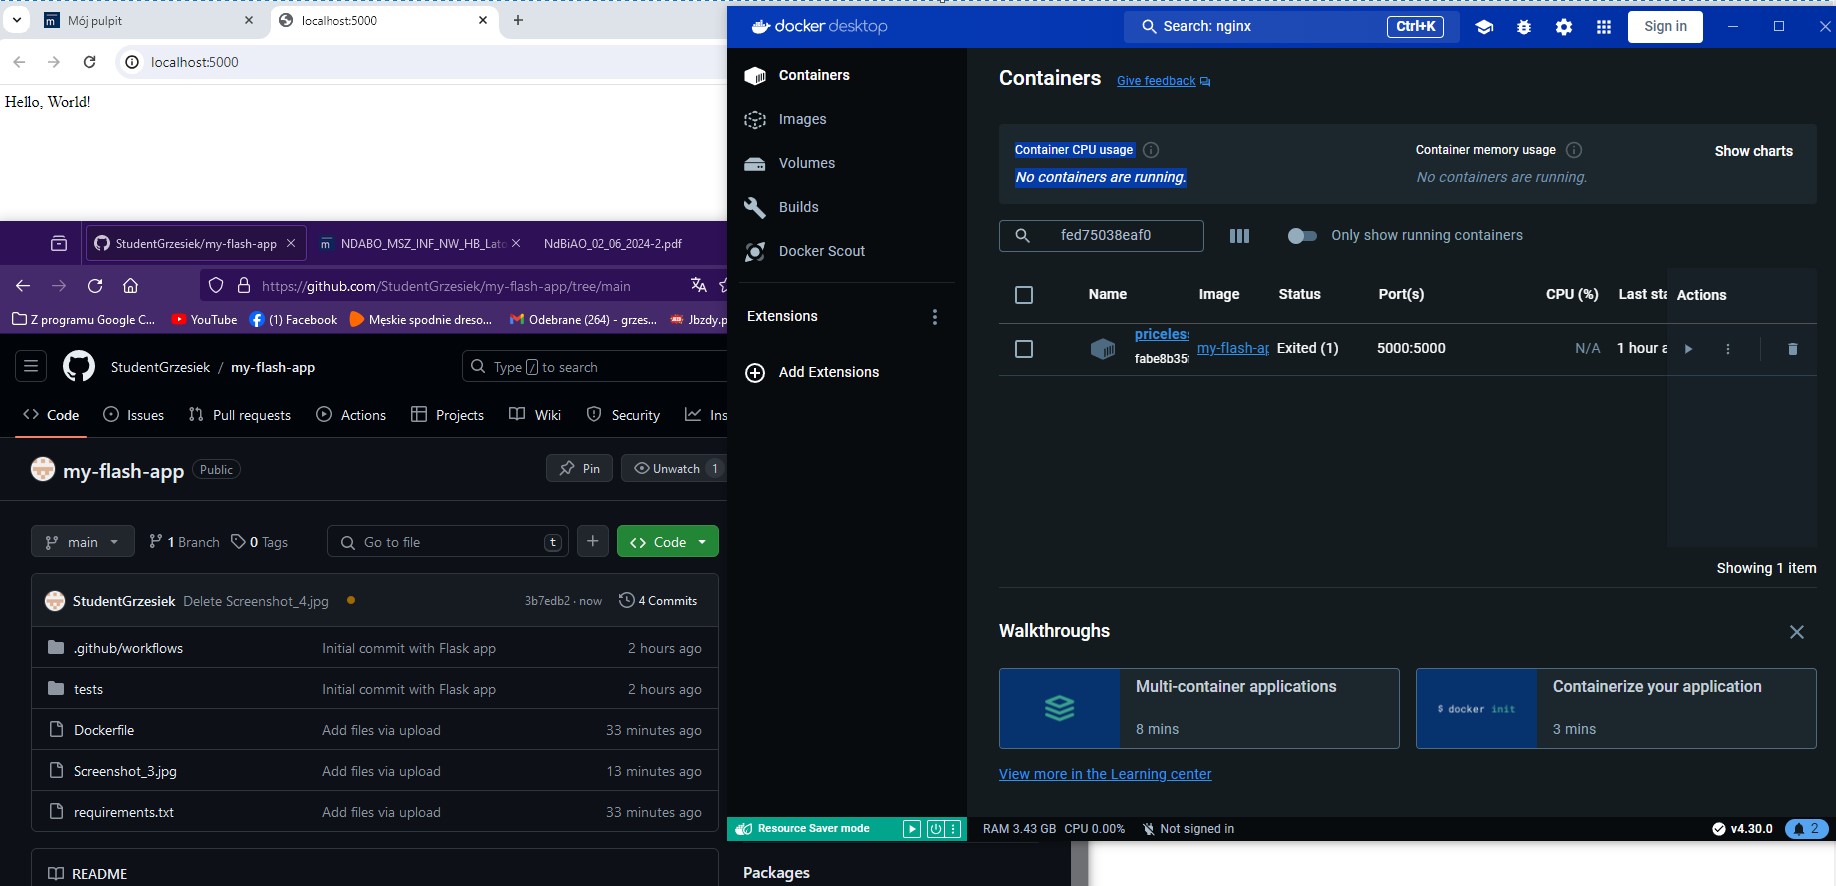 Mój pulpit
localhost:5000
localhost:5000
Hello, World!
StudentGrzesiek/my-flash-app
NDABO_MSZ_INF_NW_HB_Lato
NdBiAO_02_06_2024-2.pdf
https://github.com/StudentGrzesiek/my-flash-app/tree/main
Z programu Google C...
YouTube
(1) Facebook
Męskie spodnie dreso...
Odebrane (264) - grzes...
Jbzdy.p
StudentGrzesiek / my-flash-app
Type / to search
Code
Issues
Pull requests
Actions
Projects
Wiki
Security
Ins
my-flash-app
Public
Pin
Unwatch 1
main
1 Branch
0 Tags
Go to file
t
Code
StudentGrzesiek Delete Screenshot_4.jpg
3b7edb2 · now
4 Commits
.github/workflows Initial commit with Flask app 2 hours ago
tests Initial commit with Flask app 2 hours ago
Dockerfile Add files via upload 33 minutes ago
Screenshot_3.jpg Add files via upload 13 minutes ago
requirements.txt Add files via upload 33 minutes ago
README
Packages
docker desktop
Search: nginx
Ctrl+K
Sign in
Containers
Images
Volumes
Builds
Docker Scout
Extensions
Add Extensions
Containers
Give feedback
Container CPU usage
No containers are running.
Container memory usage
No containers are running.
Show charts
fed75038eaf0
Only show running containers
Name Image Status Port(s) CPU (%) Last sta Actions
priceles
fabe8b35
my-flash-ap Exited (1) 5000:5000 N/A 1 hour a
Showing 1 item
Walkthroughs
Multi-container applications
8 mins
$ docker init
Containerize your application
3 mins
View more in the Learning center
Resource Saver mode
RAM 3.43 GB CPU 0.00%
Not signed in
v4.30.0
2